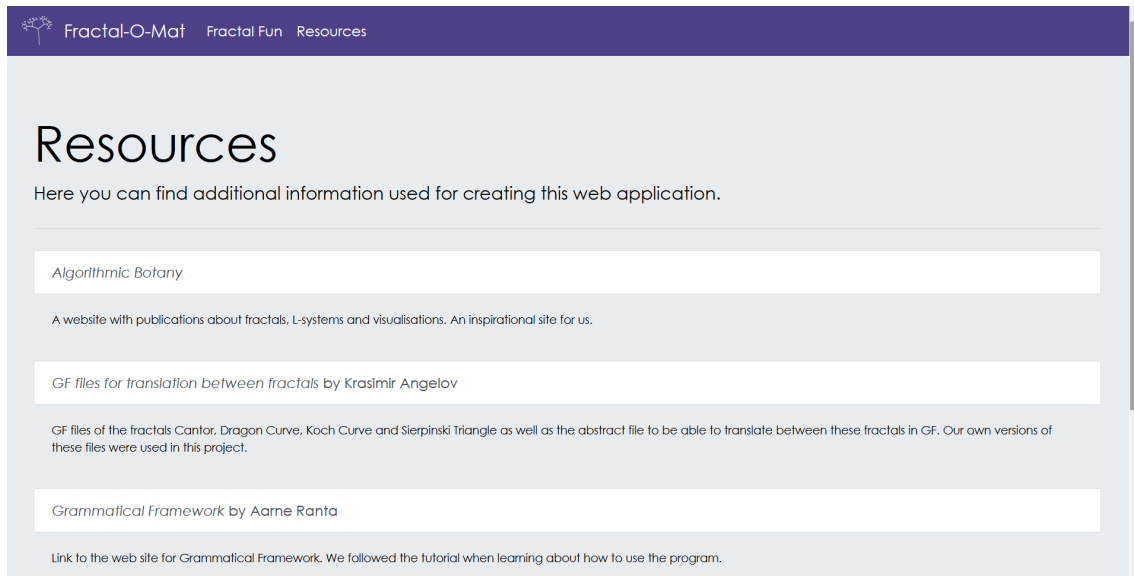 Fractal-O-Mat Fractal Fun Resources
Resources
Here you can find additional information used for creating this web application.
Algorithmic Botany
A website with publications about fractals, L-systems and visualisations. An inspirational site for us.
GF files for translation between fractals by Krasimir Angelov
GF files of the fractals Cantor, Dragon Curve, Koch Curve and Sierpinski Triangle as well as the abstract file to be able to translate between these fractals in GF. Our own versions of
these files were used in this project.
Grammatical Framework by Aarne Ranta
Link to the web site for Grammatical Framework. We followed the tutorial when learning about how to use the program.